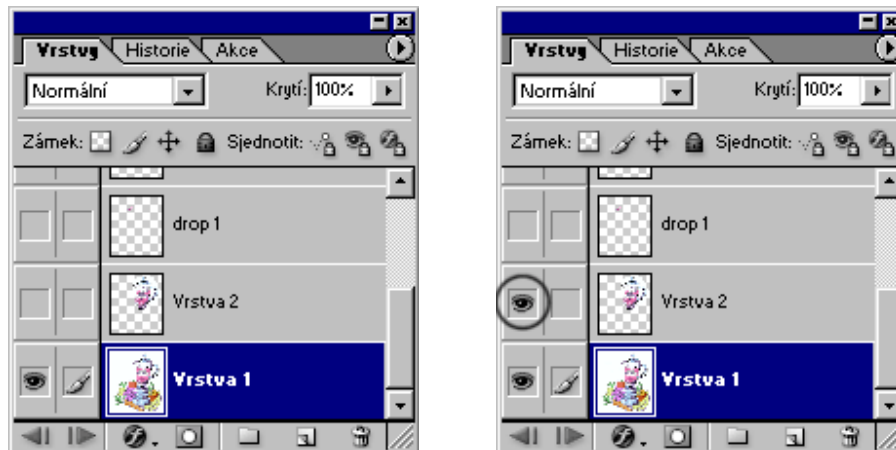 Vrstvy Historie Akce
Normální Krytí: 100%
Zámek: Sjednotit:
drop 1
Vrstva 2
Vrstva 1
Vrstvy Historie Akce
Normální Krytí: 100%
Zámek: Sjednotit:
drop 1
Vrstva 2
Vrstva 1